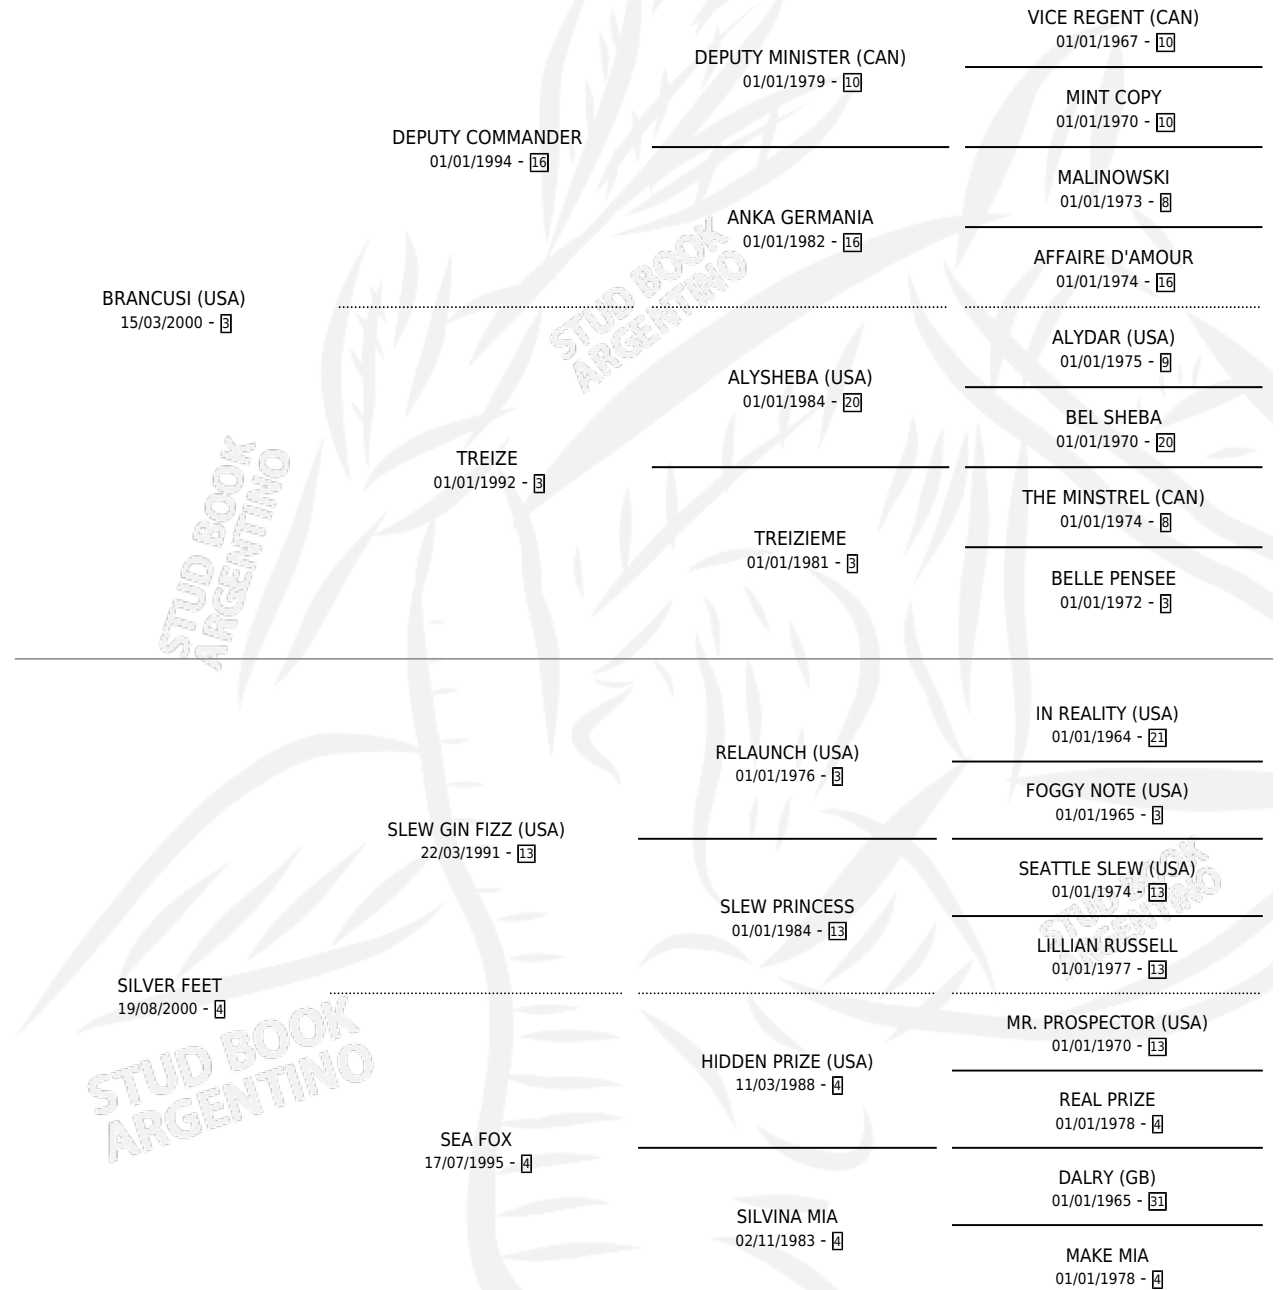 VICE REGENT (CAN)
01/01/1967 - 10
DEPUTY MINISTER (CAN)
01/01/1979 - 10
MINT COPY
01/01/1970 - 10
DEPUTY COMMANDER
01/01/1994 - 16
MALINOWSKI
01/01/1973 - 8
ANKA GERMANIA
01/01/1982 - 16
AFFAIRE D'AMOUR
01/01/1974 - 16
BRANCUSI (USA)
15/03/2000 - 3
ALYDAR (USA)
01/01/1975 - 9
ALYSHEBA (USA)
01/01/1984 - 20
BEL SHEBA
01/01/1970 - 20
TREIZE
01/01/1992 - 3
THE MINSTREL (CAN)
01/01/1974 - 8
TREIZIEME
01/01/1981 - 3
BELLE PENSEE
01/01/1972 - 3
IN REALITY (USA)
01/01/1964 - 21
RELAUNCH (USA)
01/01/1976 - 3
FOGGY NOTE (USA)
01/01/1965 - 3
SLEW GIN FIZZ (USA)
22/03/1991 - 13
SEATTLE SLEW (USA)
01/01/1974 - 13
SLEW PRINCESS
01/01/1984 - 13
LILLIAN RUSSELL
01/01/1977 - 13
SILVER FEET
19/08/2000 - 4
MR. PROSPECTOR (USA)
01/01/1970 - 13
HIDDEN PRIZE (USA)
11/03/1988 - 4
REAL PRIZE
01/01/1978 - 4
SEA FOX
17/07/1995 - 4
DALRY (GB)
01/01/1965 - 31
SILVINA MIA
02/11/1983 - 4
MAKE MIA
01/01/1978 - 4
STUD BOOK
ARGENTINO
STUD BOOK
ARGENTINO
STUD BOOK
ARGENTINO
STUD BOOK
ARGENTINO